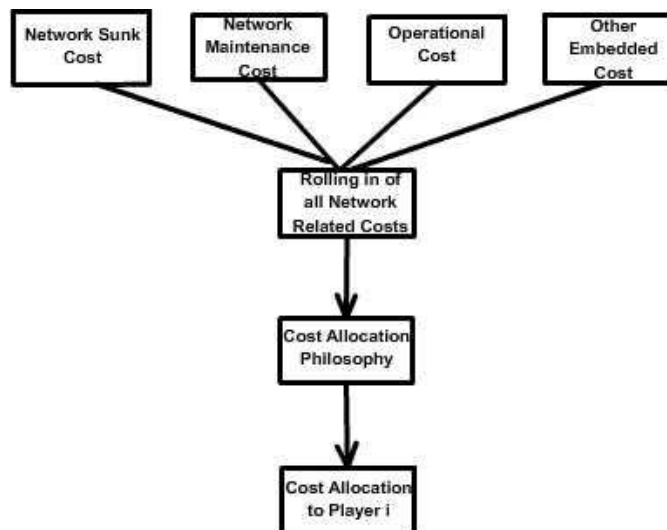 Network Sunk
Cost
Network
Maintenance
Cost
Operational
Cost
Other
Embedded
Cost
Rolling in of
all Network
Related Costs
Cost Allocation
Philosophy
Cost Allocation
to Player i